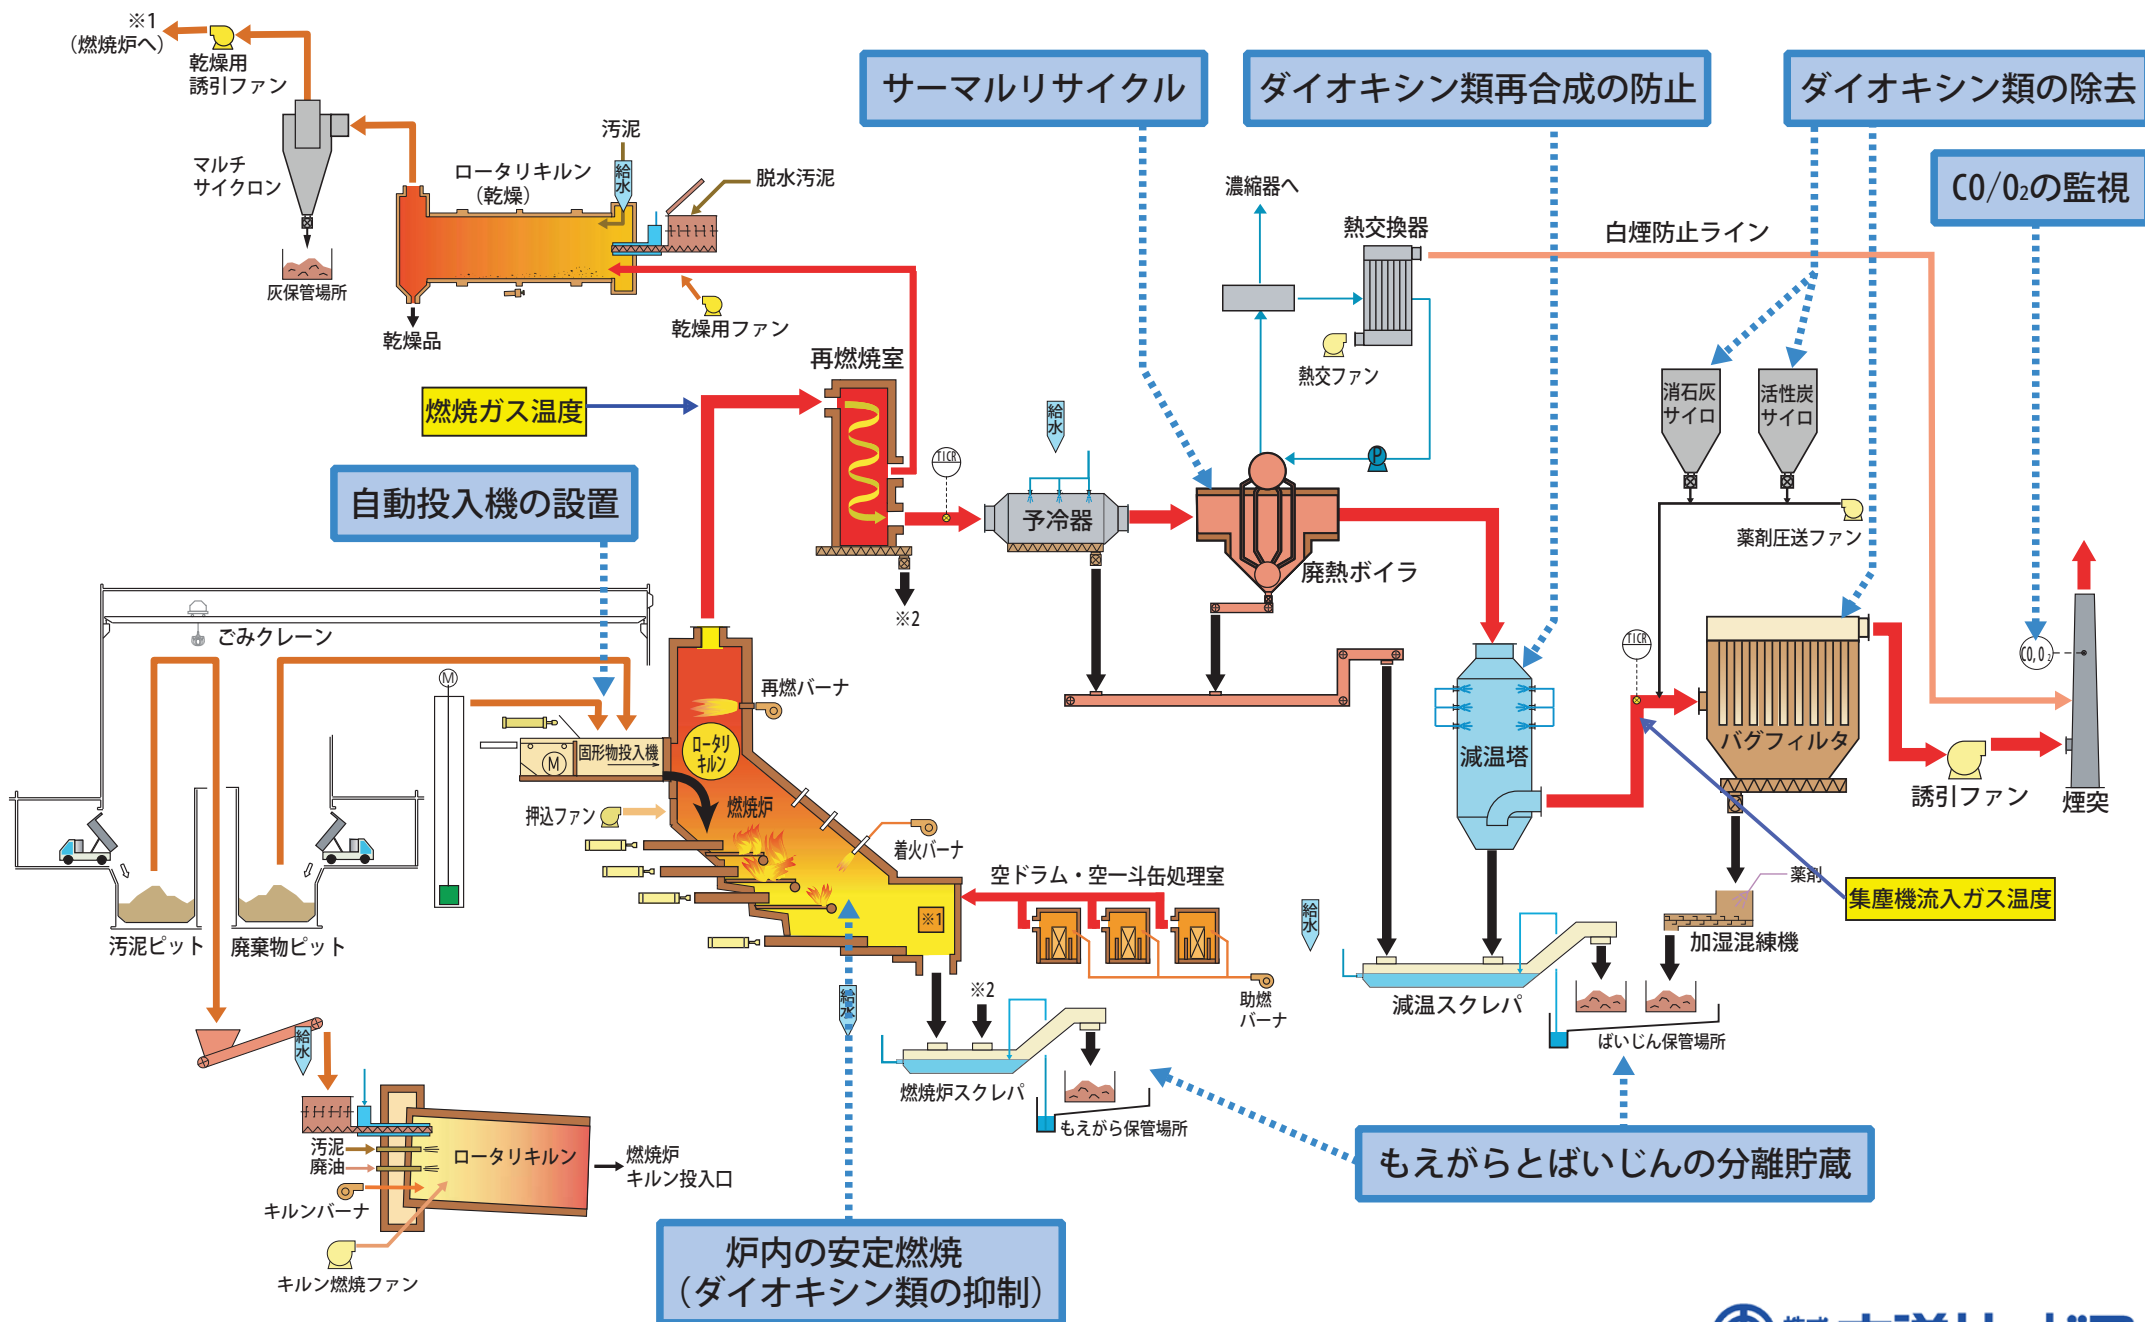 ※1
(燃焼炉へ)
乾燥用
誘引ファン
マルチ
サイクロン
灰保管場所
ロータリキルン
(乾燥)
汚泥
給水
脱水汚泥
乾燥品
乾燥用ファン
サーマルリサイクル
ダイオキシン類再合成の防止
ダイオキシン類の除去
CO/O₂の監視
濃縮器へ
熱交換器
白煙防止ライン
熱交ファン
再燃焼室
燃焼ガス温度
TICR
給水
予冷器
P
廃熱ボイラ
消石灰
サイロ
活性炭
サイロ
薬剤圧送ファン
自動投入機の設置
※2
ごみクレーン
M
再燃バーナ
固形物投入機
M
ロータリ
キルン
押込ファン
燃焼炉
着火バーナ
※1
空ドラム・空一斗缶処理室
減温塔
TICR
バグフィルタ
CO,O₂
誘引ファン
煙突
汚泥ピット
廃棄物ピット
給水
薬剤
集塵機流入ガス温度
加湿混練機
減温スクレパ
ばいじん保管場所
助燃
バーナ
給水
※2
燃焼炉スクレパ
もえがら保管場所
給水
汚泥
廃油
ロータリキルン
燃焼炉
キルン投入口
キルンバーナ
キルン燃焼ファン
もえがらとばいじんの分離貯蔵
炉内の安定燃焼
(ダイオキシン類の抑制)